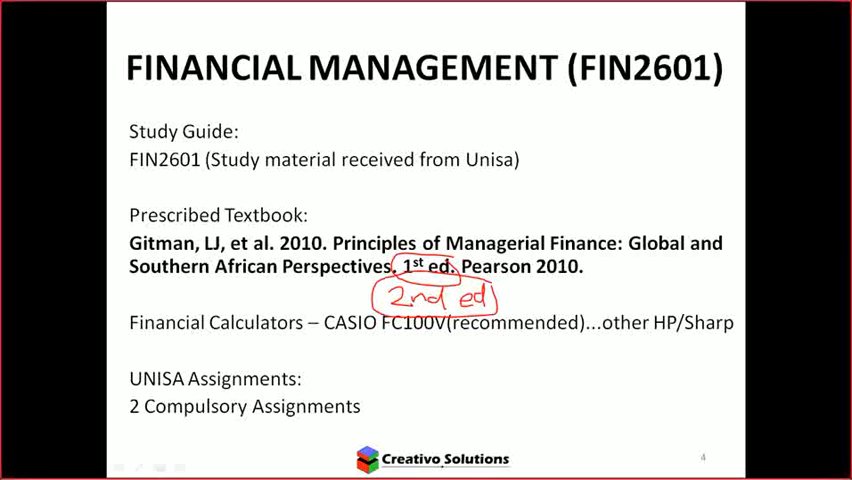 FINANCIAL MANAGEMENT (FIN2601)
Study Guide:
FIN2601 (Study material received from Unisa)
Prescribed Textbook:
Gitman, LJ, et al. 2010. Principles of Managerial Finance: Global and
Southern African Perspectives. 1st ed. Pearson 2010.
2nd ed
Financial Calculators – CASIO FC100V(recommended)...other HP/Sharp
UNISA Assignments:
2 Compulsory Assignments
Creativo Solutions
4